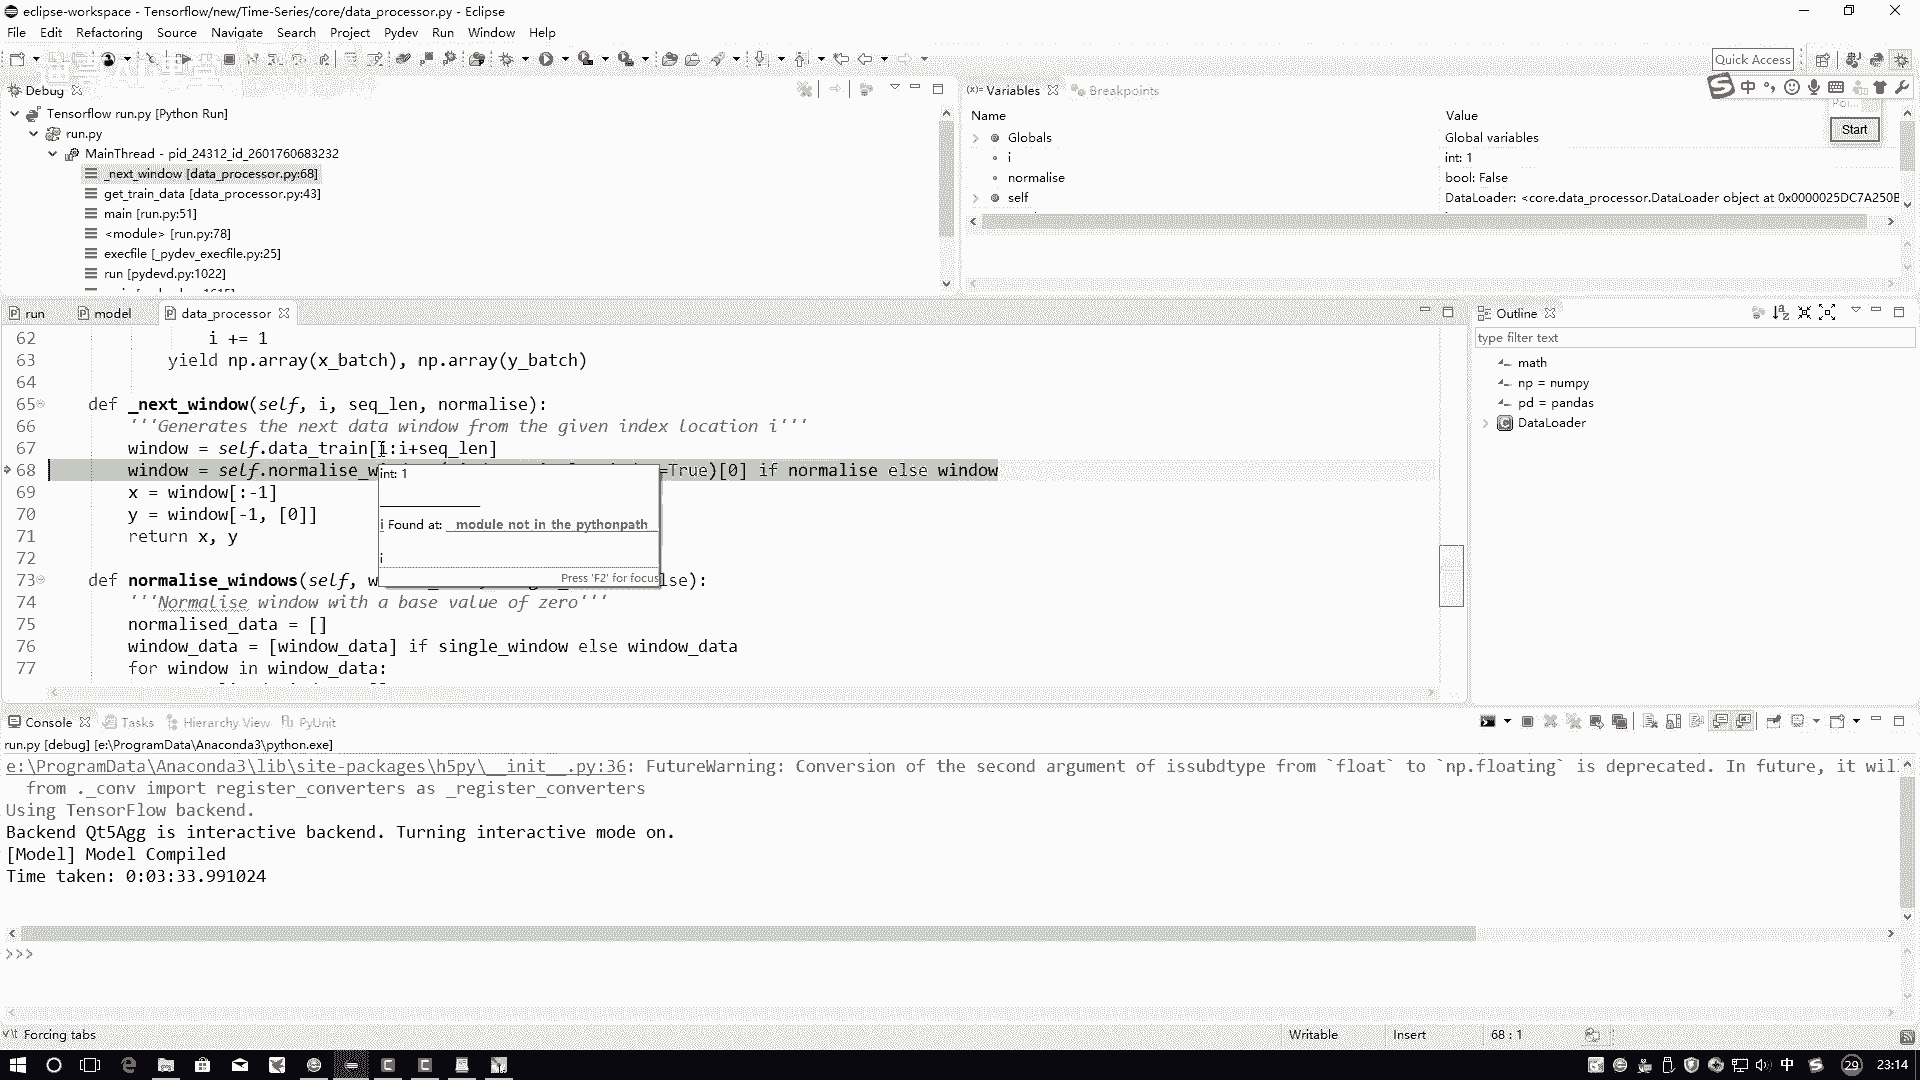 eclipse-workspace - Tensorflow/new/Time-Series/core/data_processor.py - Eclipse
File Edit Refactoring Source Navigate Search Project Pydev Run Window Help
Quick Access
Debug
Tensorflow run.py [Python Run]
run.py
MainThread - pid_24312_id_2601760683232
_next_window [data_processor.py:68]
get_train_data [data_processor.py:43]
main [run.py:51]
<module> [run.py:78]
execfile [_pydev_execfile.py:25]
run [pydevd.py:1022]
(x)= Variables Breakpoints
中
Name Value
Start
Globals Global variables
i int: 1
normalise bool: False
self DataLoader: <core.data_processor.DataLoader object at 0x0000025DC7A250B
run model data_processor
62 i += 1
63 yield np.array(x_batch), np.array(y_batch)
64
65 def _next_window(self, i, seq_len, normalise):
66 '''Generates the next data window from the given index location i'''
67 window = self.data_train[i:i+seq_len]
68 window = self.normalise_w =True)[0] if normalise else window
69 x = window[:-1]
70 y = window[-1, [0]]
71 return x, y
72
73 def normalise_windows(self, w lse):
74 '''Normalise window with a base value of zero'''
75 normalised_data = []
76 window_data = [window_data] if single_window else window_data
77 for window in window_data:
int: 1
i Found at: module not in the pythonpath
i
Press 'F2' for focus
Outline
type filter text
math
np = numpy
pd = pandas
DataLoader
Console Tasks Hierarchy View PyUnit
run.py [debug] [e:\ProgramData\Anaconda3\python.exe]
e:\ProgramData\Anaconda3\lib\site-packages\h5py\__init__.py:36: FutureWarning: Conversion of the second argument of issubdtype from `float` to `np.floating` is deprecated. In future, it wil
from ._conv import register_converters as _register_converters
Using TensorFlow backend.
Backend Qt5Agg is interactive backend. Turning interactive mode on.
[Model] Model Compiled
Time taken: 0:03:33.991024
>>>
Forcing tabs Writable Insert 68 : 1
中 29 23:14